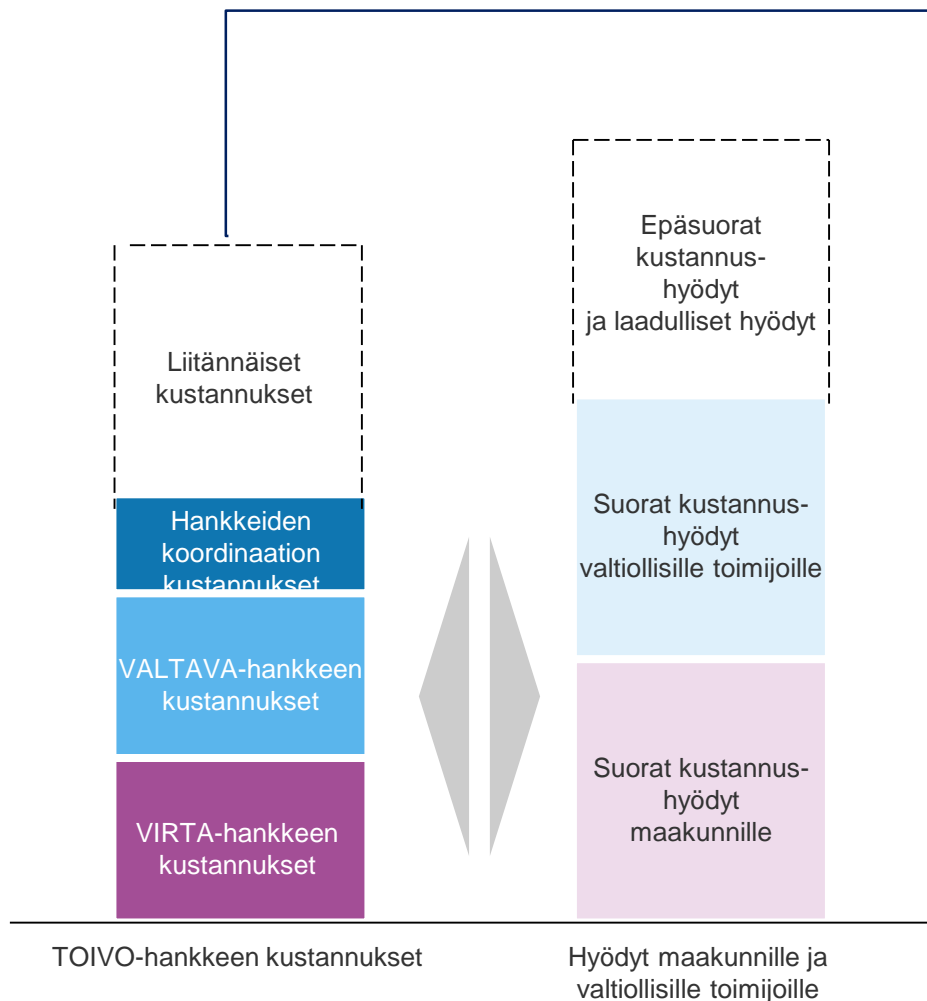 Epäsuorat
kustannus-
hyödyt
ja laadulliset hyödyt
Liitännäiset
kustannukset
Hankkeiden
koordinaation
kustannukset
Suorat kustannus-
hyödyt
valtiollisille toimijoille
VALTAVA-hankkeen
kustannukset
Suorat kustannus-
hyödyt
maakunnille
VIRTA-hankkeen
kustannukset
TOIVO-hankkeen kustannukset
Hyödyt maakunnille ja
valtiollisille toimijoille